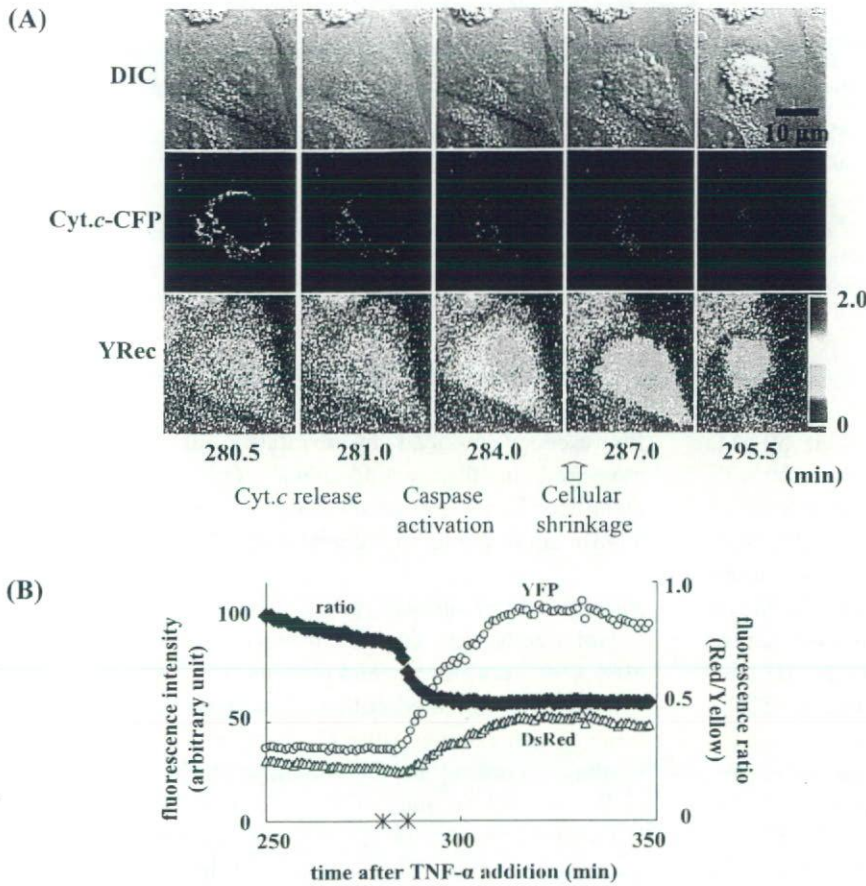 (A)
DIC
10 μm
Cyt.c-CFP
YRec
2.0
0
280.5 281.0 284.0 287.0 295.5
(min)
Cyt.c release Caspase activation Cellular shrinkage
(B)
fluorescence intensity
(arbitrary unit)
100
50
0
ratio
YFP
DsRed
1.0
0.5
0
fluorescence ratio
(Red/Yellow)
250 300 350
time after TNF-α addition (min)